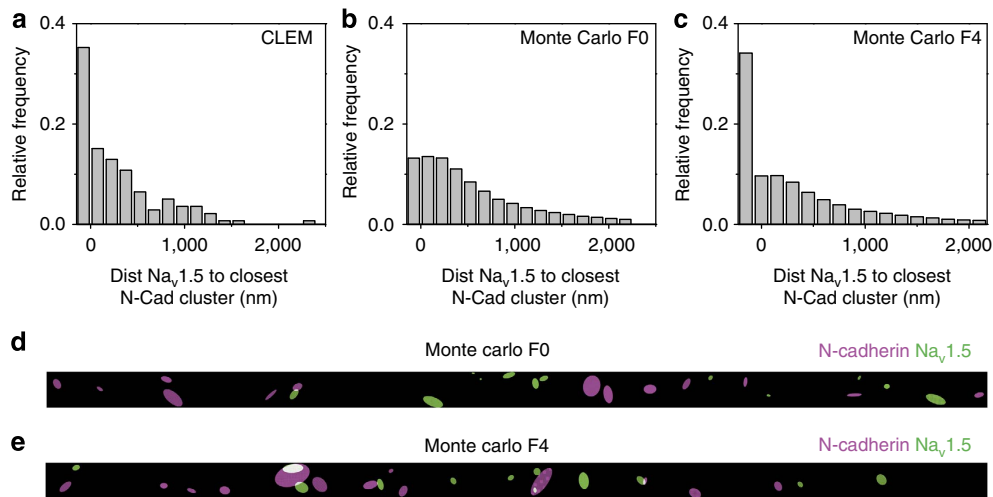 a
0.4
CLEM
Relative frequency
0.2
0.0
0
1,000
2,000
Dist Naᵥ1.5 to closest
N-Cad cluster (nm)
b
0.4
Monte Carlo F0
Relative frequency
0.2
0.0
0
1,000
2,000
Dist Naᵥ1.5 to closest
N-Cad cluster (nm)
c
0.4
Monte Carlo F4
Relative frequency
0.2
0.0
0
1,000
2,000
Dist Naᵥ1.5 to closest
N-Cad cluster (nm)
d
Monte carlo F0
N-cadherin Naᵥ1.5
e
Monte carlo F4
N-cadherin Naᵥ1.5